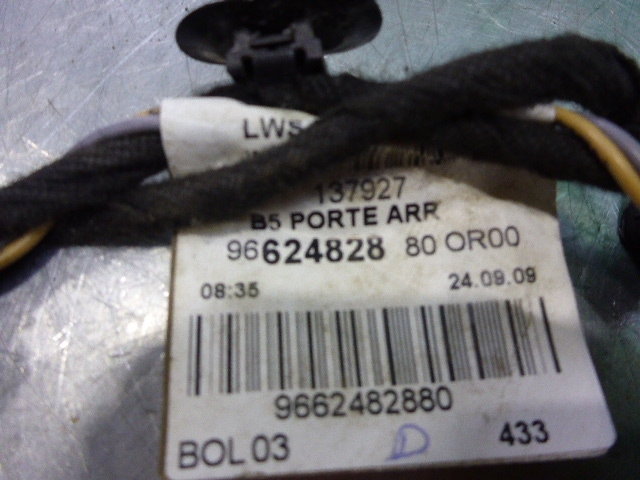 LWS
137927
B5 PORTE ARR
96624828 80 OR00
08:35 24.09.09
9662482880
BOL 03 D 433